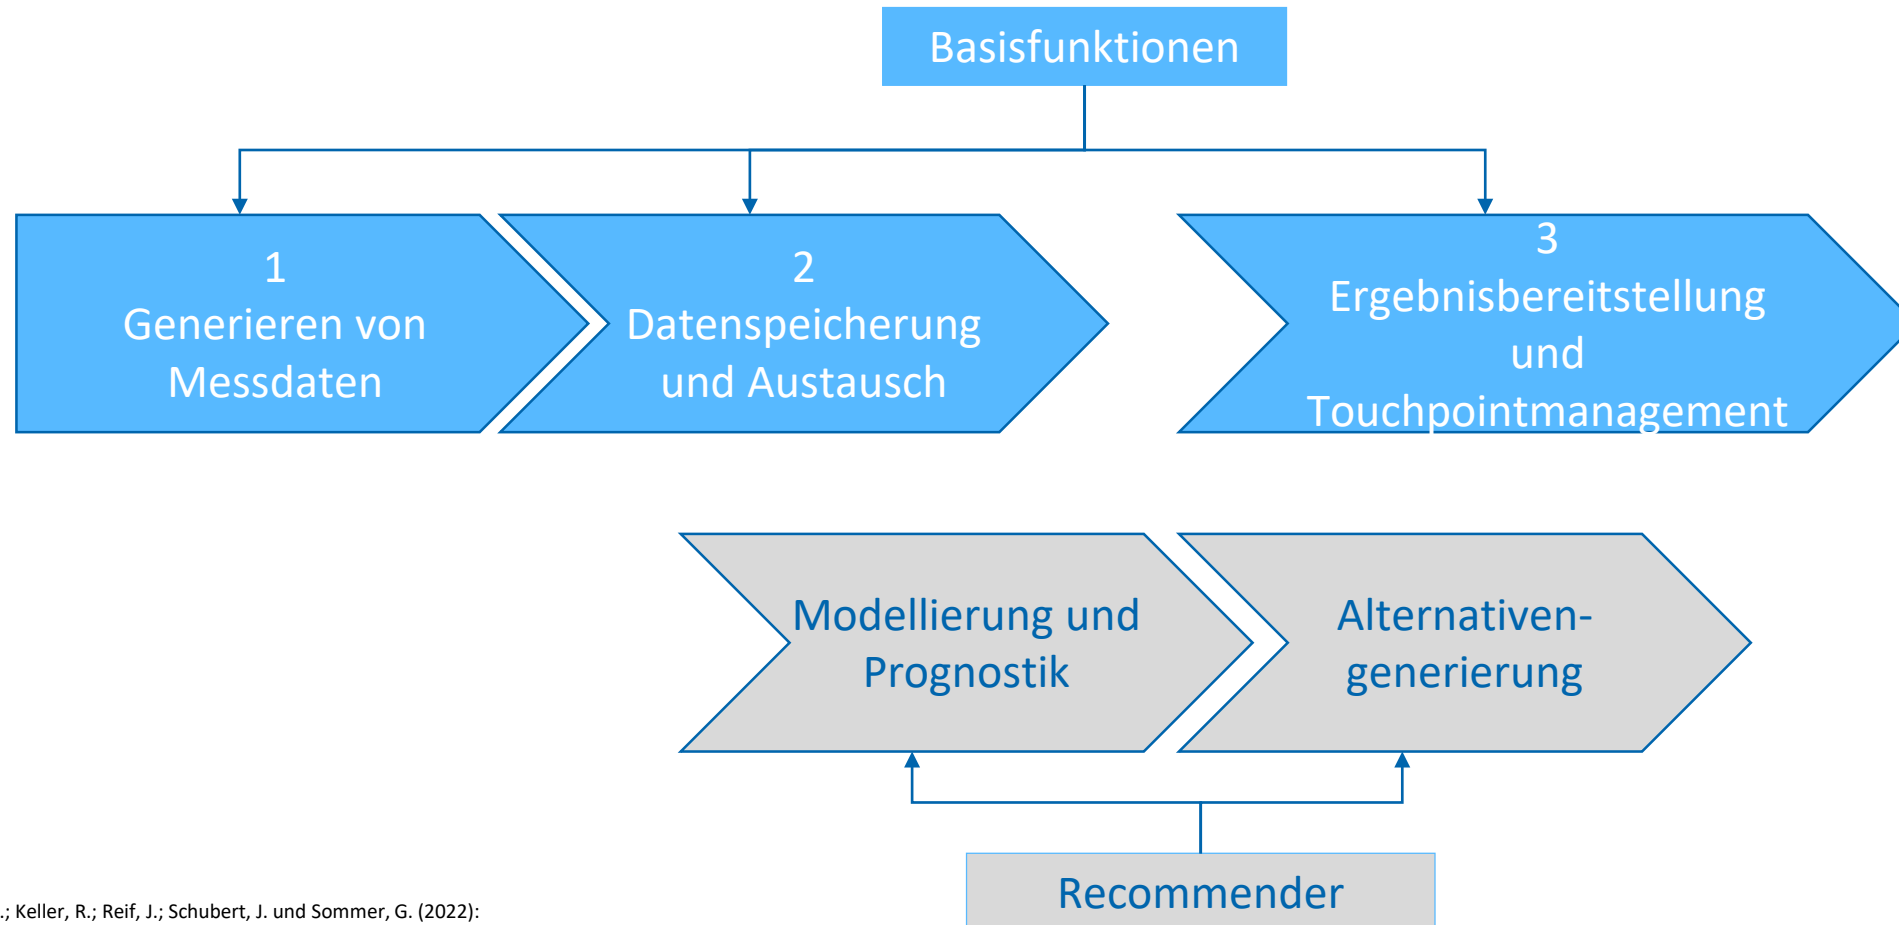 Basisfunktionen
1
Generieren von
Messdaten
2
Datenspeicherung
und Austausch
3
Ergebnisbereitstellung
und
Touchpointmanagement
Modellierung und
Prognostik
Alternativen-
generierung
Recommender
.; Keller, R.; Reif, J.; Schubert, J. und Sommer, G. (2022):